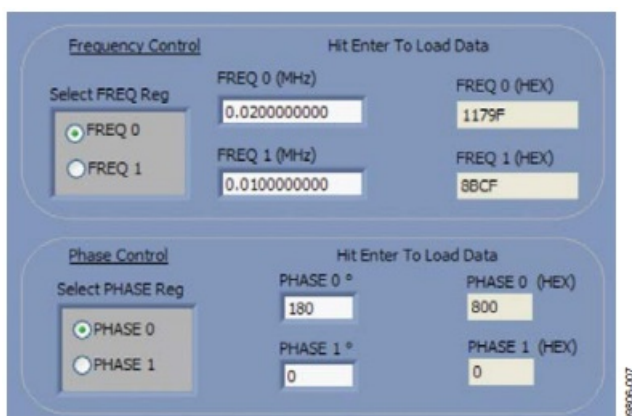 Frequency Control
Hit Enter To Load Data
Select FREQ Reg
FREQ 0 (MHz)
FREQ 0 (HEX)
FREQ 0
0.0200000000
1179F
FREQ 1
FREQ 1 (MHz)
FREQ 1 (HEX)
0.0100000000
8BCF
Phase Control
Hit Enter To Load Data
Select PHASE Reg
PHASE 0 °
PHASE 0 (HEX)
PHASE 0
180
800
PHASE 1
PHASE 1 °
PHASE 1 (HEX)
0
0